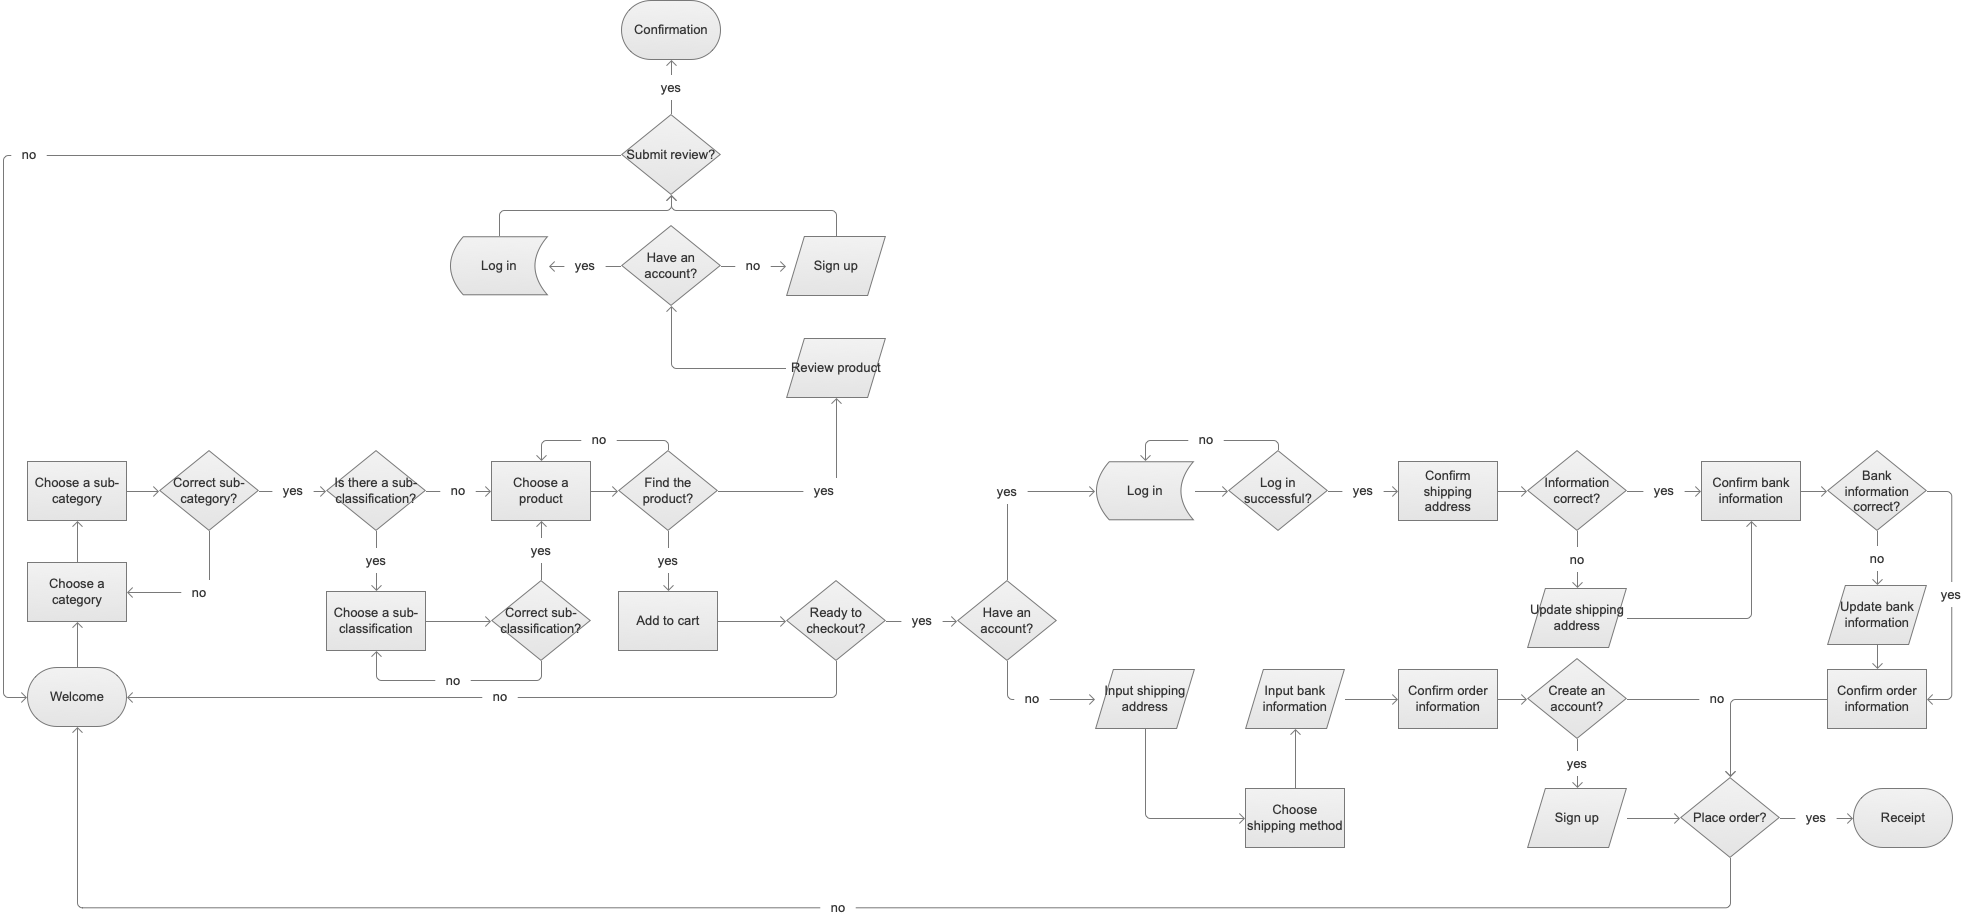 Confirmation
yes
Submit review?
no
Log in
yes
Have an
account?
no
Sign up
Review product
no
no
Choose a sub-
category
Correct sub-
category?
yes
Is there a sub-
classification?
no
Choose a
product
Find the
product?
yes
yes
Log in
Log in
successful?
yes
Confirm
shipping
address
Information
correct?
yes
Confirm bank
information
Bank
information
correct?
yes
yes
yes
no
no
Choose a
category
no
Choose a sub-
classification
Correct sub-
classification?
Add to cart
Ready to
checkout?
yes
Have an
account?
Update shipping
address
Update bank
information
yes
no
Welcome
no
no
Input shipping
address
Input bank
information
Confirm order
information
Create an
account?
no
Confirm order
information
yes
Choose
shipping method
Sign up
Place order?
yes
Receipt
no